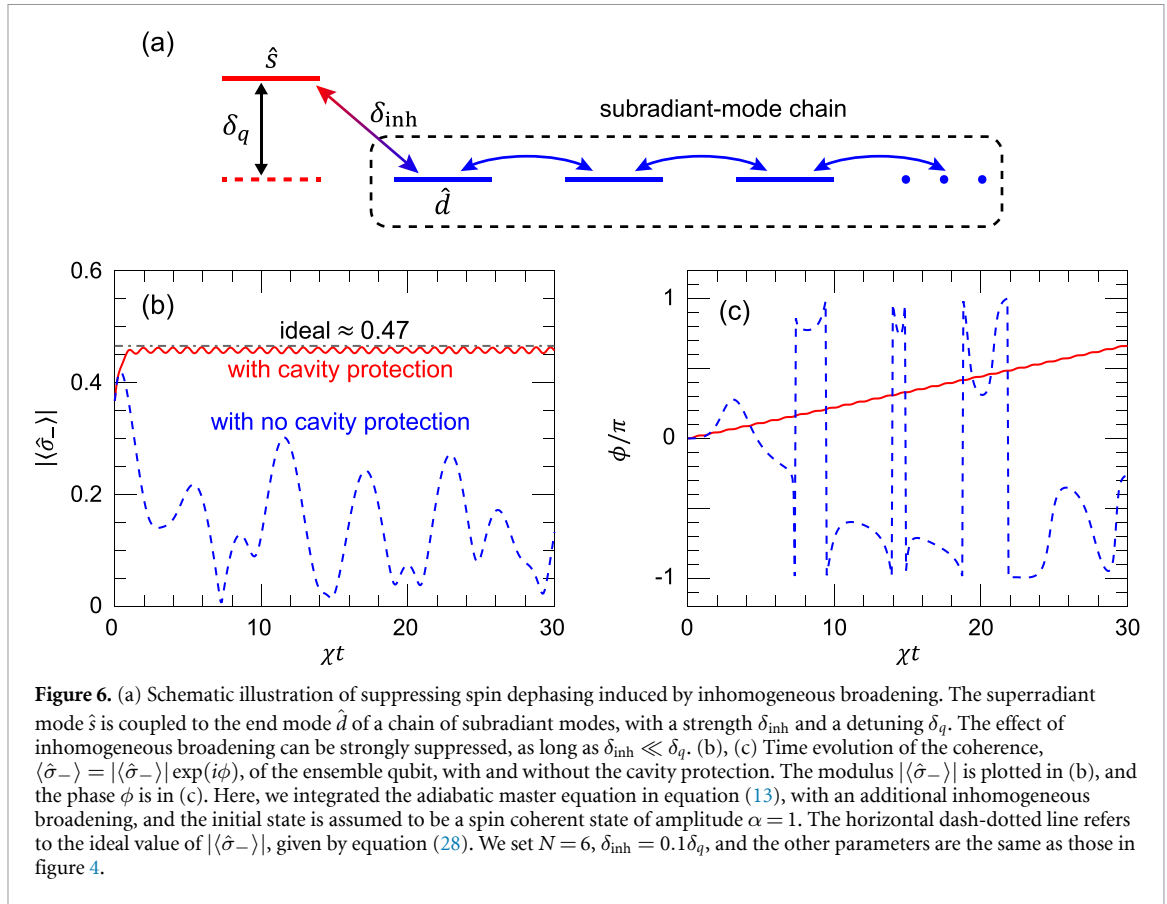 (a)
ŝ
δ_q
δ_inh
subradiant-mode chain
d̂
(b)
0.6
0.4
0.2
0
|⟨σ̂₋⟩|
ideal ≈ 0.47
with cavity protection
with no cavity protection
0 10 20 30
χt
(c)
1
0
-1
ϕ/π
0 10 20 30
χt
Figure 6. (a) Schematic illustration of suppressing spin dephasing induced by inhomogeneous broadening. The superradiant
mode ŝ is coupled to the end mode d̂ of a chain of subradiant modes, with a strength δ_inh and a detuning δ_q. The effect of
inhomogeneous broadening can be strongly suppressed, as long as δ_inh ≪ δ_q. (b), (c) Time evolution of the coherence,
⟨σ̂₋⟩ = |⟨σ̂₋⟩| exp(iϕ), of the ensemble qubit, with and without the cavity protection. The modulus |⟨σ̂₋⟩| is plotted in (b), and
the phase ϕ is in (c). Here, we integrated the adiabatic master equation in equation (13), with an additional inhomogeneous
broadening, and the initial state is assumed to be a spin coherent state of amplitude α = 1. The horizontal dash-dotted line refers
to the ideal value of |⟨σ̂₋⟩|, given by equation (28). We set N = 6, δ_inh = 0.1δ_q, and the other parameters are the same as those in
figure 4.